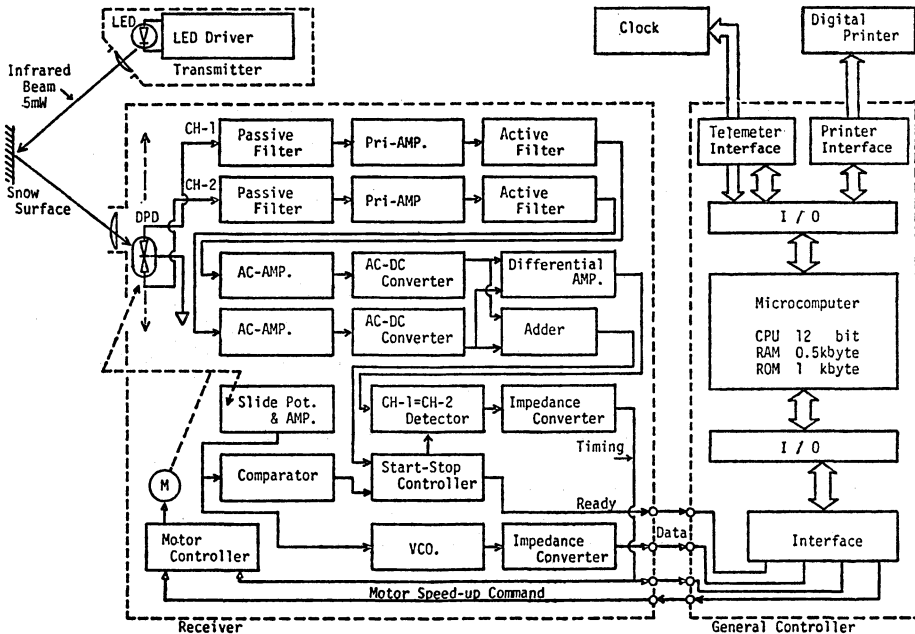 LED
LED Driver
Transmitter
Infrared
Beam
5mW
Snow
Surface
Clock
Digital
Printer
Telemeter
Interface
Printer
Interface
I / O
Microcomputer
CPU 12 bit
RAM 0.5kbyte
ROM 1 kbyte
I / O
Interface
General Controller
CH-1
Passive
Filter
Pri-AMP.
Active
Filter
CH-2
Passive
Filter
Pri-AMP
Active
Filter
DPD
AC-AMP.
AC-DC
Converter
Differential
AMP.
AC-AMP.
AC-DC
Converter
Adder
Slide Pot.
& AMP.
CH-1=CH-2
Detector
Impedance
Converter
Timing
Comparator
Start-Stop
Controller
M
Ready
Motor
Controller
VCO.
Impedance
Converter
Data
Motor Speed-up Command
Receiver